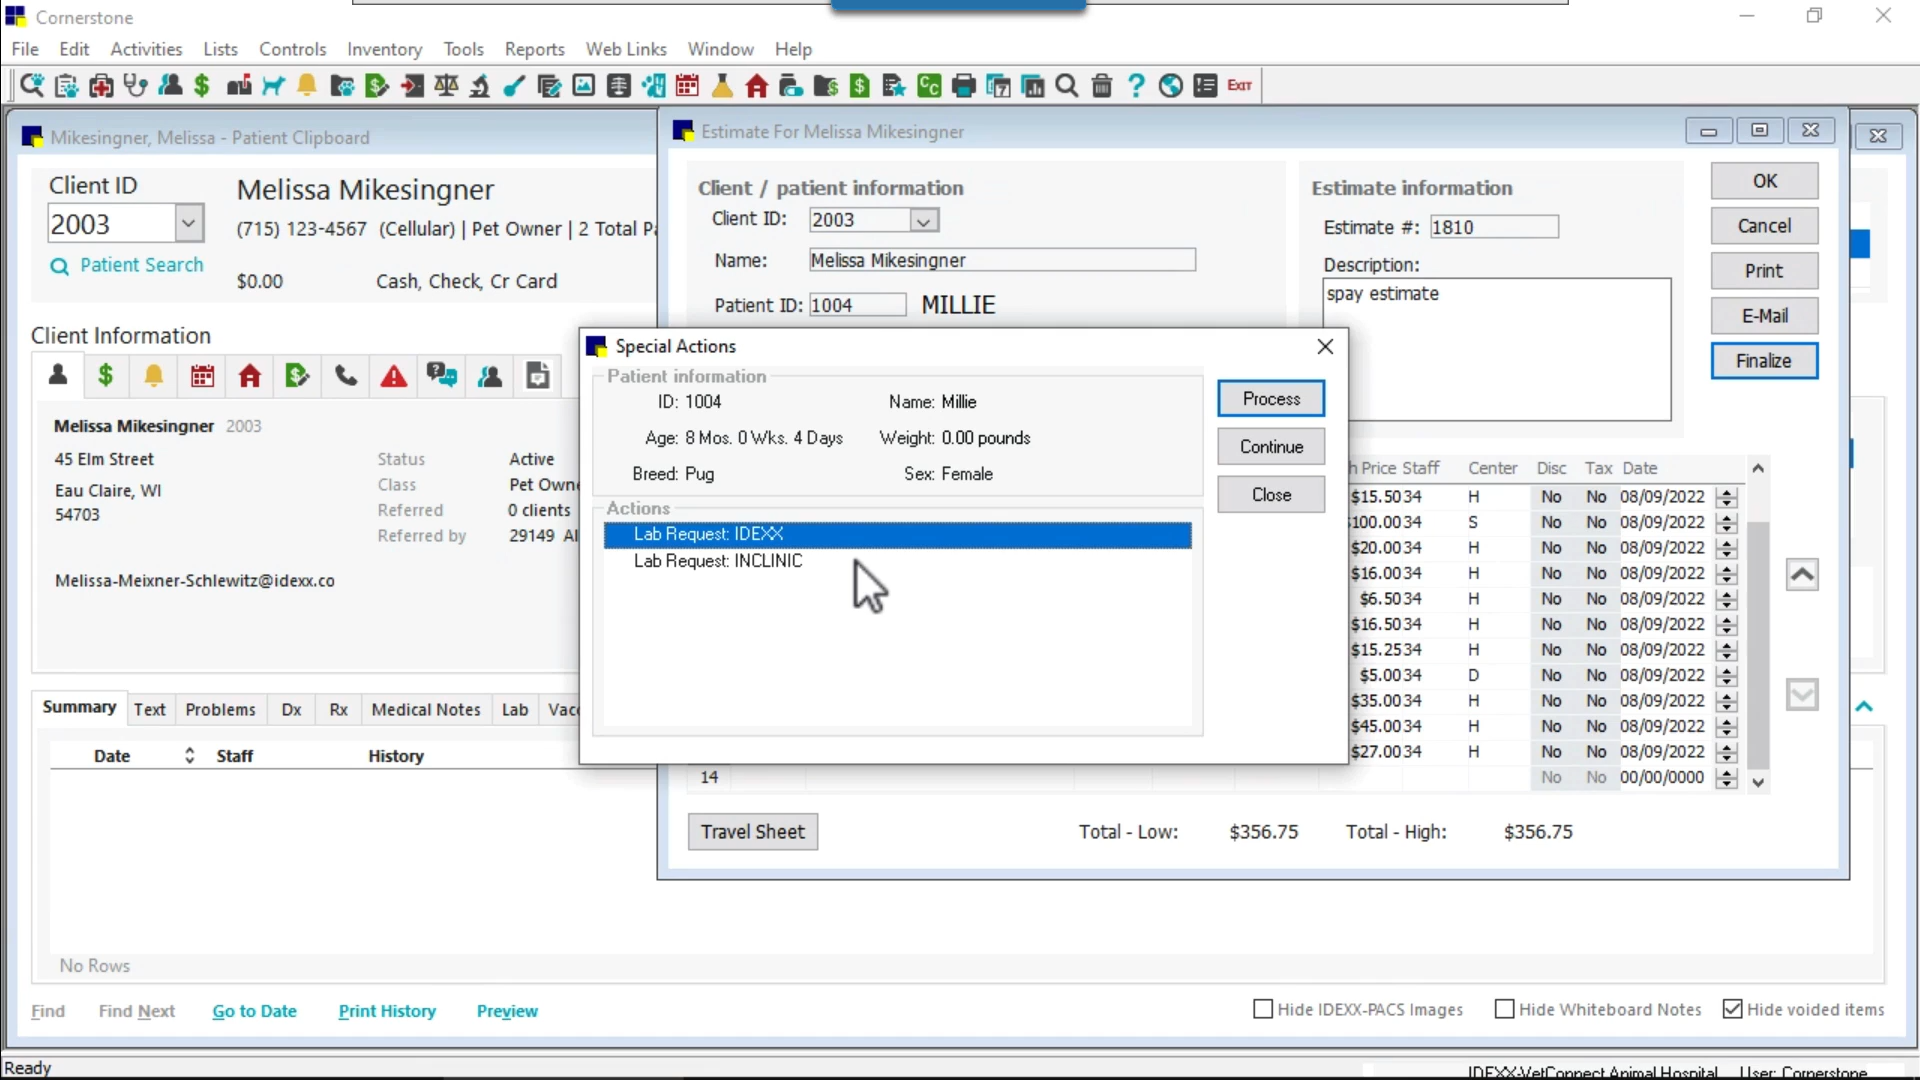 Cornerstone
File Edit Activities Lists Controls Inventory Tools Reports Web Links Window Help
EXIT
Mikesingner, Melissa - Patient Clipboard
Client ID
2003
Melissa Mikesingner
(715) 123-4567 (Cellular) | Pet Owner | 2 Total
Patient Search
$0.00 Cash, Check, Cr Card
Client Information
Melissa Mikesingner 2003
45 Elm Street
Eau Claire, WI
54703
Status Active
Class Pet
Referred 0 clients
Referred by 29149
Melissa-Meixner-Schlewitz@idexx.co
Summary Text Problems Dx Rx Medical Notes Lab
Date Staff History
No Rows
Find Find Next Go to Date Print History Preview
Hide IDEXX-PACS Images Hide Whiteboard Notes Hide voided items
Ready
IDEXX-VetConnect Animal Hospital User: Cornerstone
Estimate For Melissa Mikesingner
Client / patient information
Client ID: 2003
Name: Melissa Mikesingner
Patient ID: 1004 MILLIE
Estimate information
Estimate #: 1810
Description:
spay estimate
OK
Cancel
Print
E-Mail
Finalize
Price Staff Center Disc Tax Date
$15.50 34 H No No 08/09/2022
$100.00 34 S No No 08/09/2022
$20.00 34 H No No 08/09/2022
$16.00 34 H No No 08/09/2022
$6.50 34 H No No 08/09/2022
$16.50 34 H No No 08/09/2022
$15.25 34 H No No 08/09/2022
$5.00 34 D No No 08/09/2022
$35.00 34 H No No 08/09/2022
$45.00 34 H No No 08/09/2022
$27.00 34 H No No 08/09/2022
14 No No 00/00/0000
Travel Sheet
Total - Low: $356.75 Total - High: $356.75
Special Actions
Patient information
ID: 1004 Name: Millie
Age: 8 Mos. 0 Wks. 4 Days Weight: 0.00 pounds
Breed: Pug Sex: Female
Actions
Lab Request: IDEXX
Lab Request: INCLINIC
Process
Continue
Close